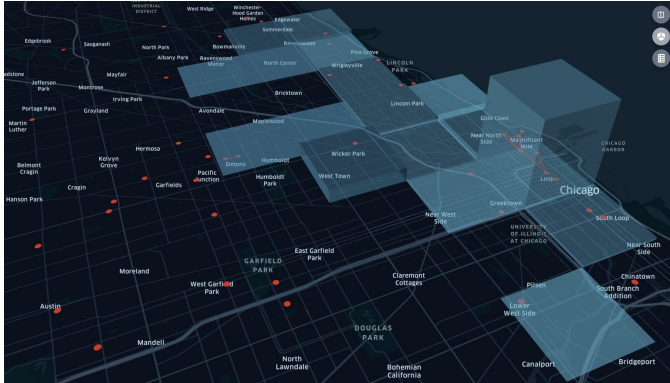 INDUSTRIAL
DISTRICT
West Ridge
Winchester-
Hood Garden
Homes
Edgewater
Summerdale
Edgebrook
Sauganash
North Park
Bowmanville
Ravenswood
Albany Park
Ravenswood
Manor
North Center
Pine Grove
Wrigleyville
LINCOLN
PARK
Jefferson
Park
Mayfair
Montrose
Irving Park
Bricktown
Portage Park
Grayland
Avondale
Lincoln Park
Martin
Luther
Maplewood
Gold Coast
Near North
Side
Magnificent
Mile
CHICAGO
HARBOR
Hermosa
Kelvyn
Grove
Simons
Humboldt
Wicker Park
Belmont
Cragin
Pacific
Junction
Humboldt
Park
West Town
Loop
Cragin
Garfields
Chicago
Hanson Park
Greektown
Near West
Side
South Loop
UNIVERSITY
OF ILLINOIS
AT CHICAGO
Near South
Side
East Garfield
Park
GARFIELD
PARK
Moreland
Claremont
Cottages
Chinatown
West Garfield
Park
Pilsen
South Branch
Addition
Austin
Lower
West Side
DOUGLAS
PARK
Mandell
North
Lawndale
Bohemian
California
Canalport
Bridgeport